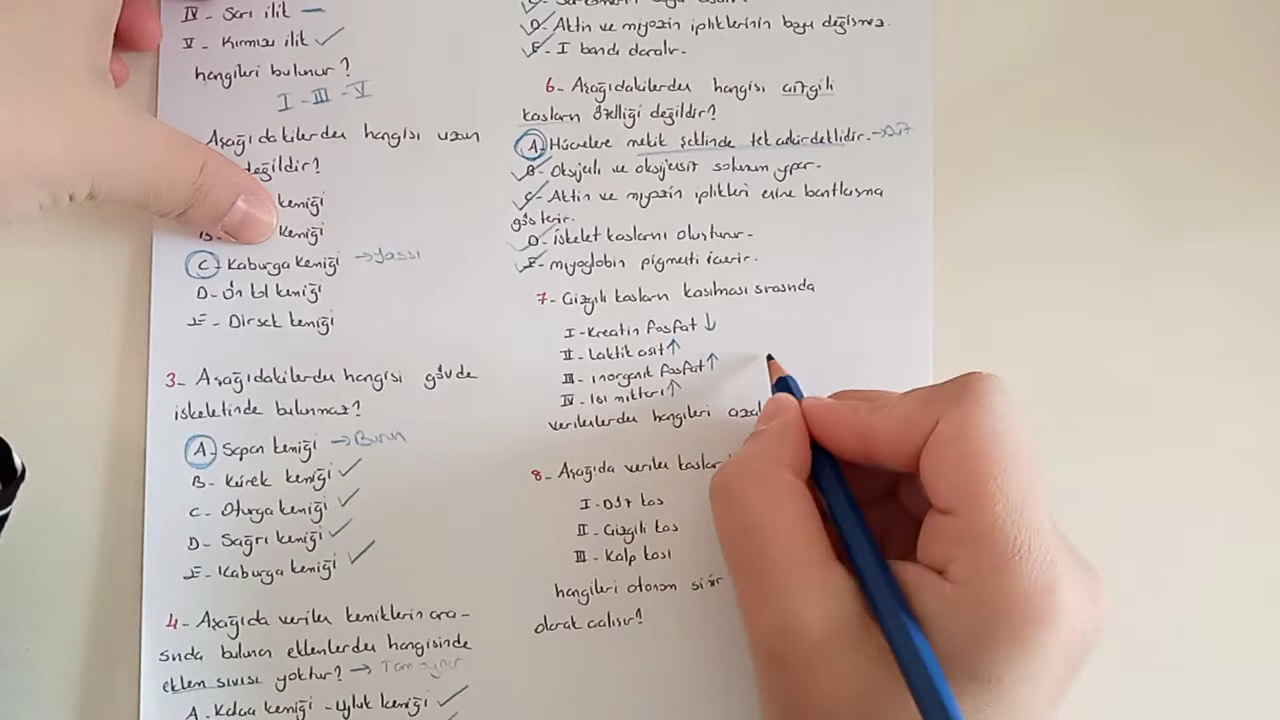 IV - Sarı ilik
V - Kırmızı ilik ✓
hangileri bulunur?
I - III - V
Aşağıdakilerden hangisi uzun
değildir?
kemiği
kemiği
C - Kaburga kemiği → Yassı
D - Ön kol kemiği
E - Dirsek kemiği
3- Aşağıdakilerden hangisi gövde
iskeletinde bulunmaz?
A - Sapan kemiği → Burun
B - Kürek kemiği ✓
C - Oturga kemiği ✓
D - Sağrı kemiği ✓
E - Kaburga kemiği ✓
4- Aşağıda verilen kemiklerin ara-
sında bulunan eklemlerden hangisinde
eklem sıvısı yoktur? → Tam oynar
A - Kalça kemiği - Uyluk kemiği ✓
D - Aktin ve miyozin ipliklerinin boyu değişmez.
E - I bandı daralır.
6- Aşağıdakilerden hangisi çizgili
kasların özelliği değildir?
A - Hücreleri mekik şeklinde tek çekirdeklidir. → Düz
B - Oksijenli ve oksijensiz solunum yapar.
C - Aktin ve miyozin iplikleri enine bantlaşma
gösterir.
D - iskelet kaslarını oluşturur.
E - miyoglobin pigmenti içerir.
7- Çizgili kasların kasılması sırasında
I - Kreatin fosfat ↓
II - Laktik asit ↑
III - inorganik fosfat ↑
IV - Isı miktarı ↑
verilenlerden hangileri
8- Aşağıda verilen
I - Düz kas
II - Çizgili kas
III - Kalp kası
hangileri otonom sinir
olarak çalışır?